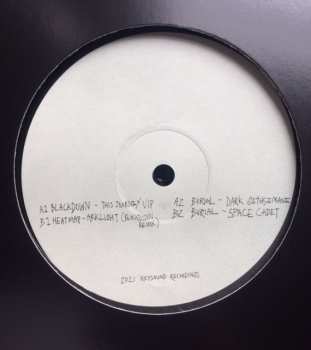 A1 BLACKDOWN - THIS JOURNEY VIP
B1 HEATMAP - ARKLIGHT (BLACKDOWN
REMIX)
A2 BURIAL - DARK GETHSEMANE
B2 BURIAL - SPACE CADET
2021 KEYSOUND RECORDINGS